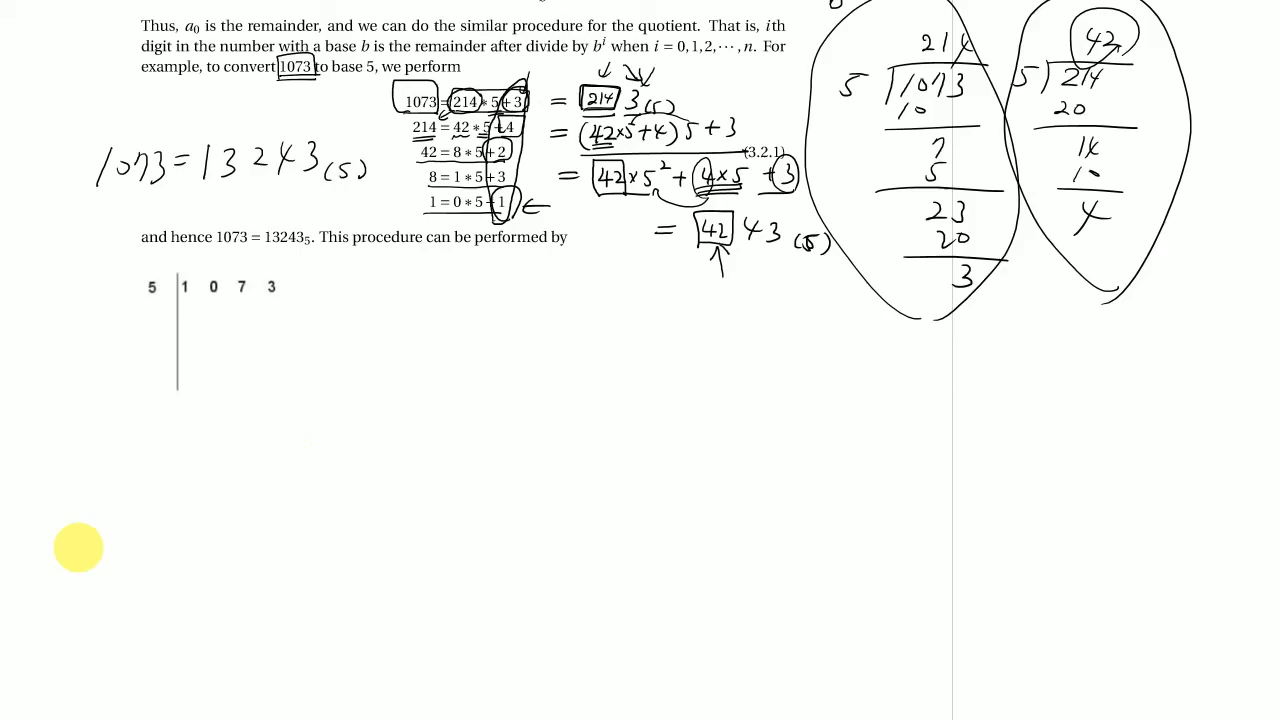 Thus, a0 is the remainder, and we can do the similar procedure for the quotient. That is, ith
digit in the number with a base b is the remainder after divide by b^i when i = 0,1,2,⋯,n. For
example, to convert 1073 to base 5, we perform
1073 = 214 * 5 + 3
214 = 42 * 5 + 4
42 = 8 * 5 + 2
8 = 1 * 5 + 3
1 = 0 * 5 + 1
(3.2.1)
= 214 3 (5)
= (42×5+4) 5 + 3
= 42×5² + 4×5 + 3
= 42 4 3 (5)
1073 = 13243 (5)
and hence 1073 = 13243₅. This procedure can be performed by
5 1 0 7 3
214
5 1073
10
7
5
23
20
3
42
5 214
20
14
10
4